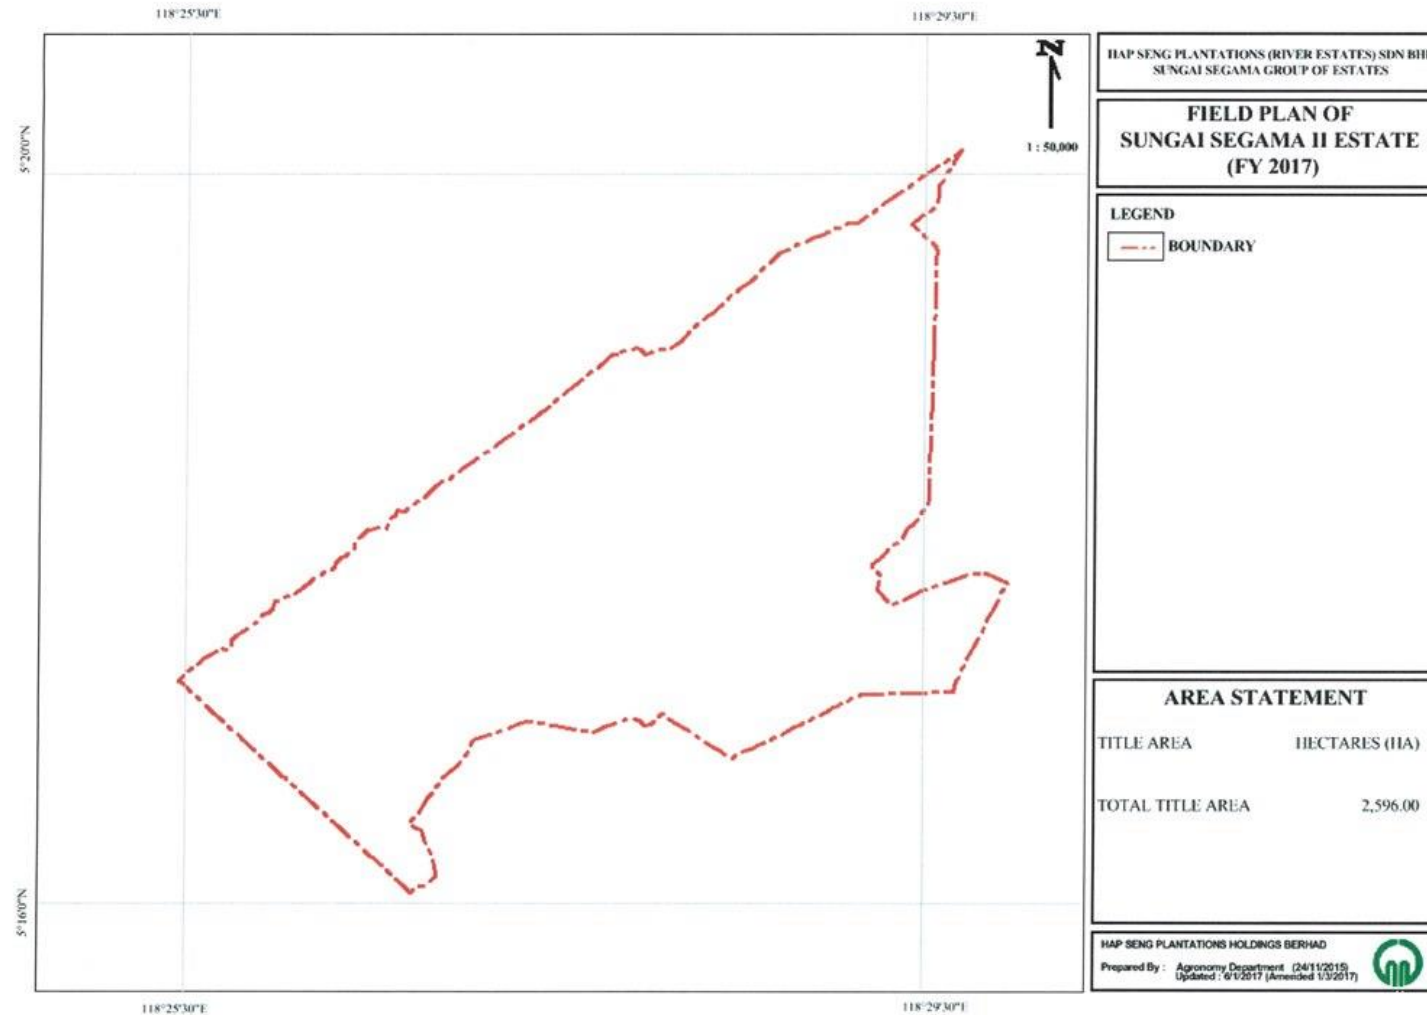 118°25'30"E
118°29'30"E
5°20'0"N
N
1 : 50,000
HAP SENG PLANTATIONS (RIVER ESTATES) SDN BH
SUNGAI SEGAMA GROUP OF ESTATES
FIELD PLAN OF
SUNGAI SEGAMA II ESTATE
(FY 2017)
LEGEND
BOUNDARY
AREA STATEMENT
TITLE AREA HECTARES (HA)
TOTAL TITLE AREA 2,596.00
5°16'0"N
HAP SENG PLANTATIONS HOLDINGS BERHAD
Prepared By : Agronomy Department (24/11/2015)
Updated : 6/1/2017 (Amended 1/3/2017)
118°25'30"E
118°29'30"E